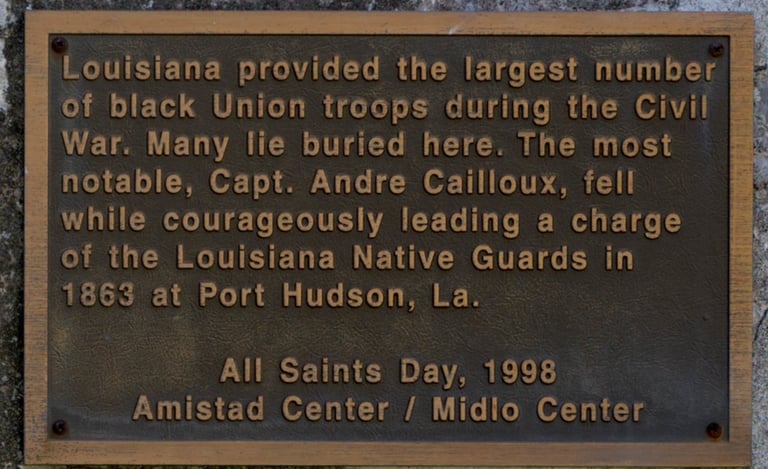 Louisiana provided the largest number
of black Union troops during the Civil
War. Many lie buried here. The most
notable, Capt. Andre Cailloux, fell
while courageously leading a charge
of the Louisiana Native Guards in
1863 at Port Hudson, La.
All Saints Day, 1998
Amistad Center / Midlo Center